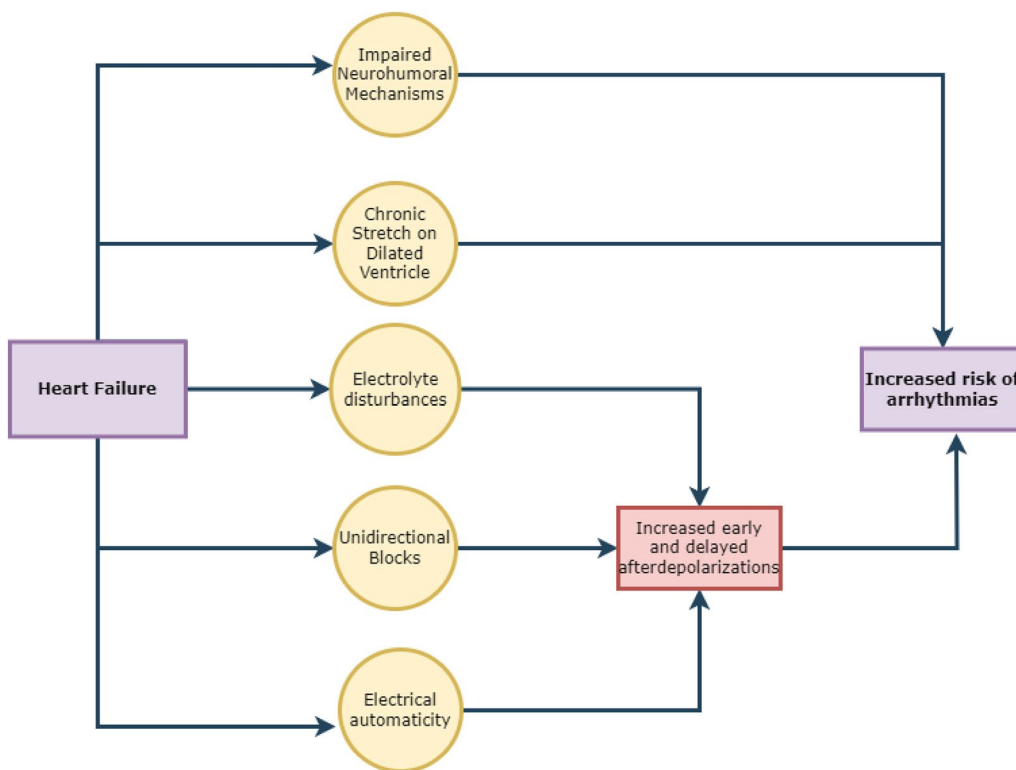 Impaired
Neurohumoral
Mechanisms
Chronic
Stretch on
Dilated
Ventricle
Heart Failure
Electrolyte
disturbances
Increased risk of
arrhythmias
Unidirectional
Blocks
Increased early
and delayed
afterdepolarizations
Electrical
automaticity